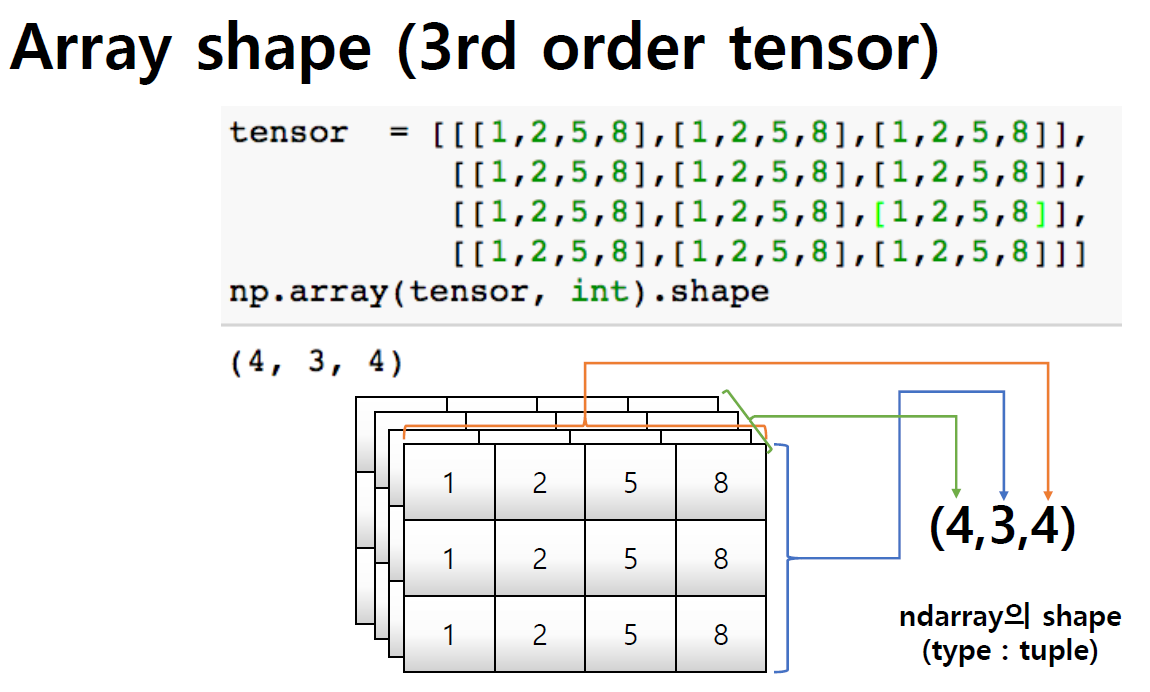 Array shape (3rd order tensor)
tensor  = [[[1,2,5,8],[1,2,5,8],[1,2,5,8]],
[[1,2,5,8],[1,2,5,8],[1,2,5,8]],
[[1,2,5,8],[1,2,5,8],[1,2,5,8]],
[[1,2,5,8],[1,2,5,8],[1,2,5,8]]]
np.array(tensor, int).shape
(4, 3, 4)
1 2 5 8
1 2 5 8
1 2 5 8
(4,3,4)
ndarray의 shape
(type : tuple)